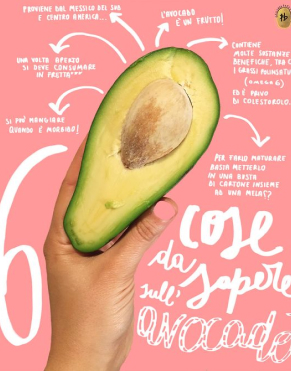 PROVIENE DAL MESSICO DEL SUD
E CENTRO AMERICA...
L'AVOCADO
È UN FRUTTO!
CONTIENE
MOLTE SOSTANZE
BENEFICHE, TRA C
I GRASSI POLINSATU
(OMEGA 6)
ED È PRIVO
DI COLESTEROLO.
UNA VOLTA APERTO
SI DEVE CONSUMARE
IN FRETTA***
SI PUÒ MANGIARE
QUANDO È MORBIDO!
PER FARLO MATURARE
BASTA METTERLO
IN UNA BUSTA
DI CARTONE INSIEME
AD UNA MELA!?
6
COSE
da
sapere
sull'
avocado